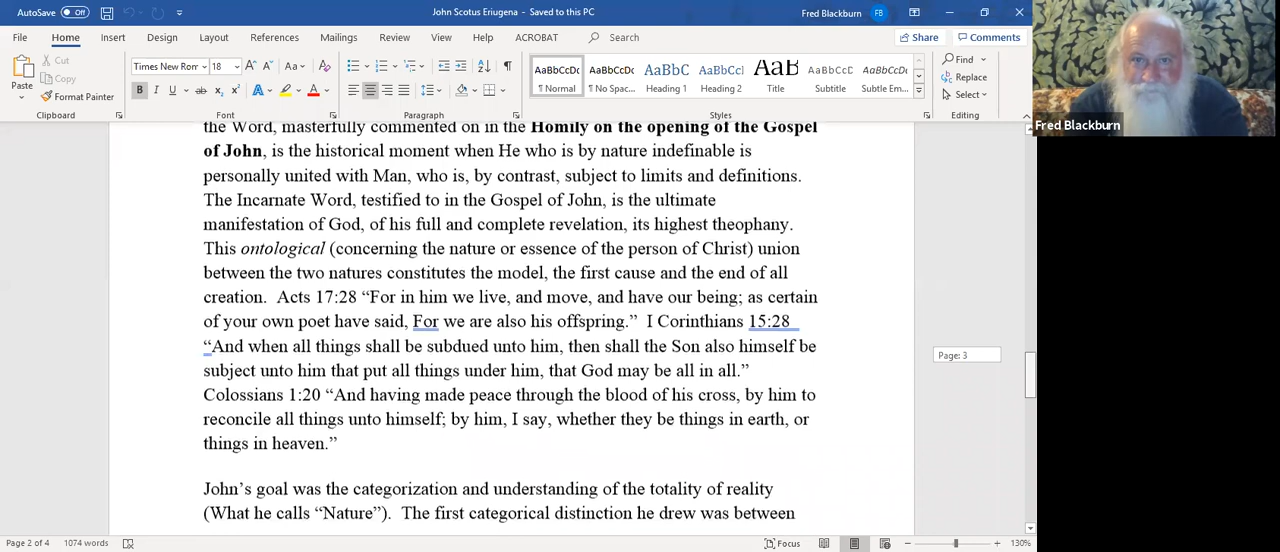 AutoSave Off
John Scotus Eriugena - Saved to this PC
Fred Blackburn FB
File Home Insert Design Layout References Mailings Review View Help ACROBAT Search Share Comments
Paste
Cut
Copy
Format Painter
Clipboard
Times New Rom 18
Font
Paragraph
AaBbCcDc AaBbCcDc AaBbC AaBbCcI AaB AaBbCcD AaBbCcDc
¶ Normal ¶ No Spac... Heading 1 Heading 2 Title Subtitle Subtle Em...
Styles
Find
Replace
Select
Editing
Fred Blackburn
the Word, masterfully commented on in the Homily on the opening of the Gospel
of John, is the historical moment when He who is by nature indefinable is
personally united with Man, who is, by contrast, subject to limits and definitions.
The Incarnate Word, testified to in the Gospel of John, is the ultimate
manifestation of God, of his full and complete revelation, its highest theophany.
This ontological (concerning the nature or essence of the person of Christ) union
between the two natures constitutes the model, the first cause and the end of all
creation. Acts 17:28 “For in him we live, and move, and have our being; as certain
of your own poet have said, For we are also his offspring.” I Corinthians 15:28
“And when all things shall be subdued unto him, then shall the Son also himself be
subject unto him that put all things under him, that God may be all in all.”
Colossians 1:20 “And having made peace through the blood of his cross, by him to
reconcile all things unto himself; by him, I say, whether they be things in earth, or
things in heaven.”
John’s goal was the categorization and understanding of the totality of reality
(What he calls “Nature”). The first categorical distinction he drew was between
Page: 3
Page 2 of 4 1074 words
Focus
130%